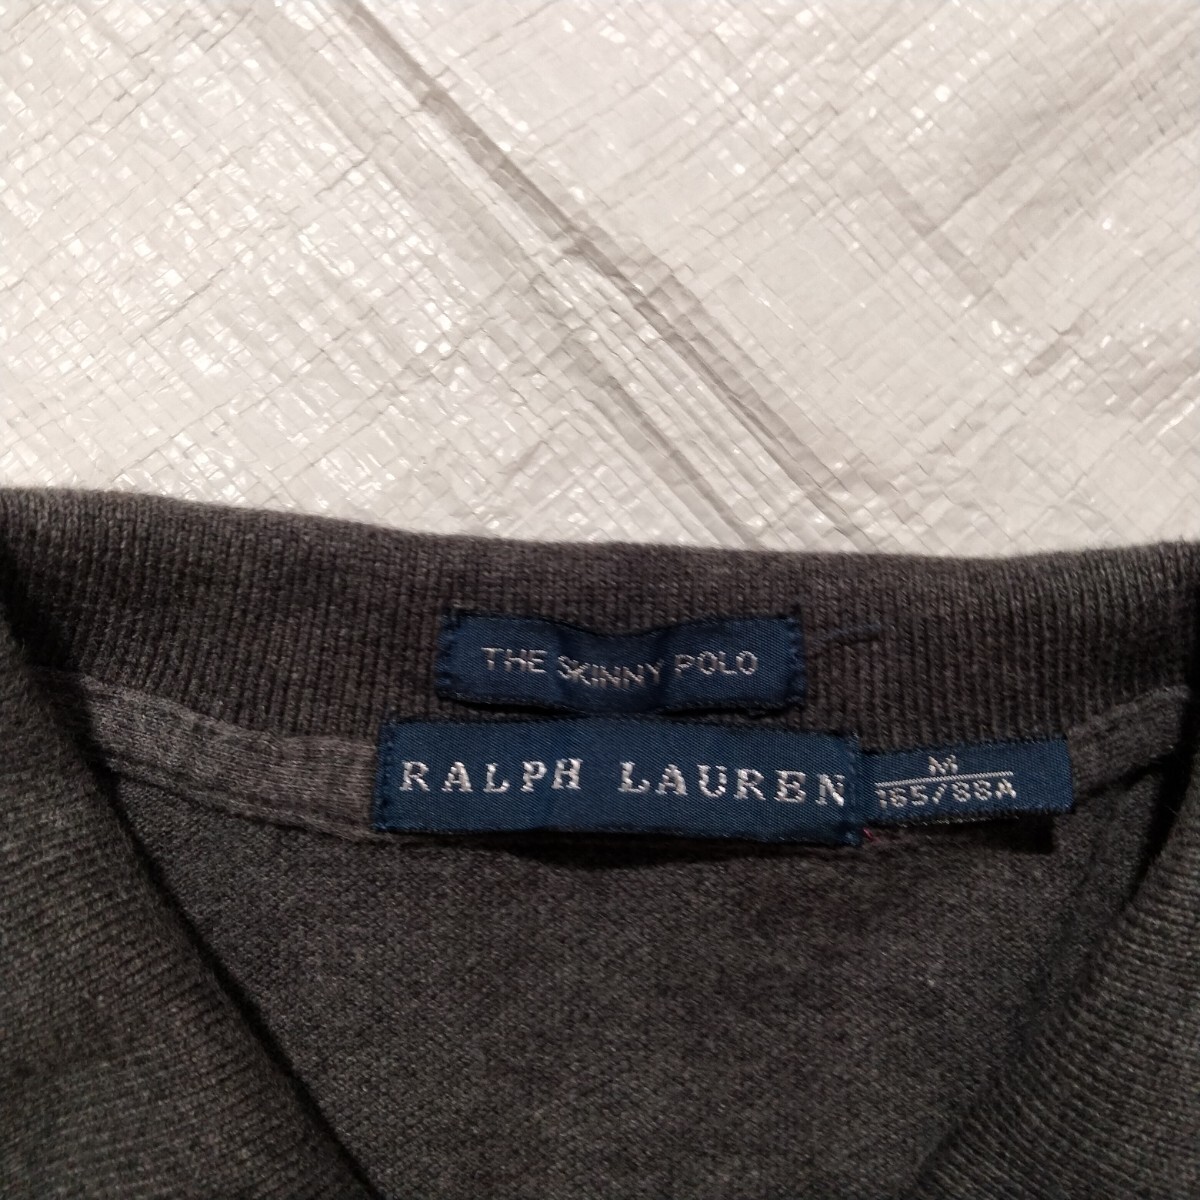 THE SKINNY POLO
RALPH LAUREN
M
165/88A